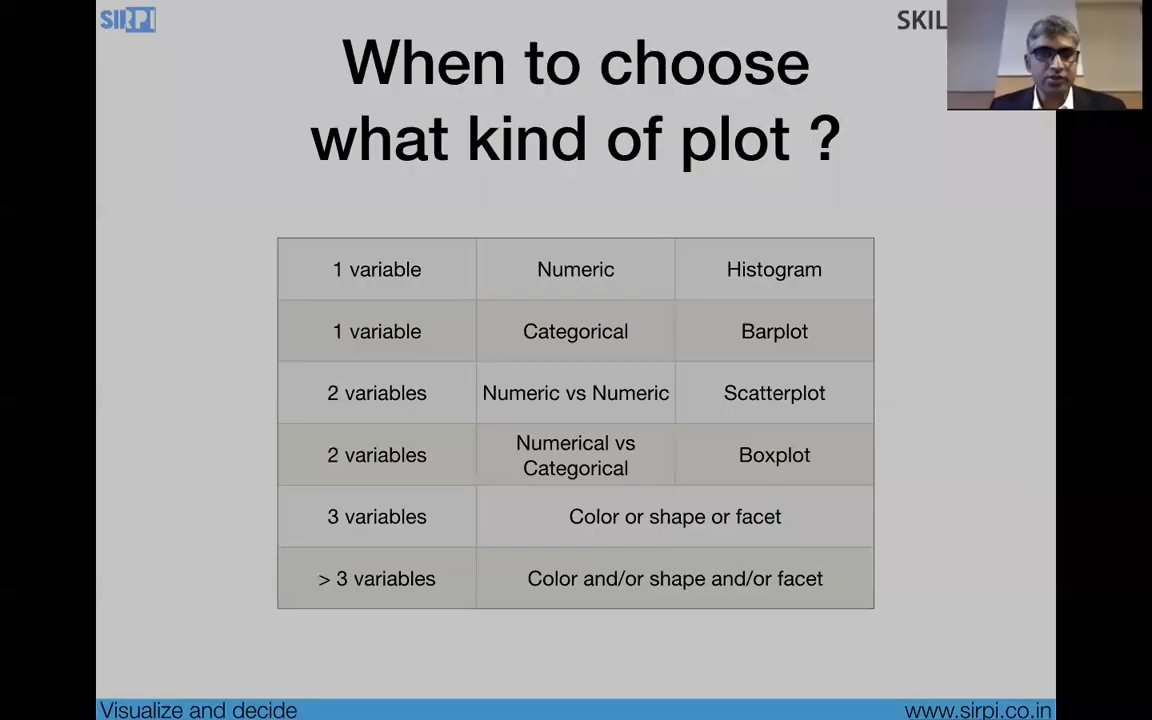 SIRPI
SKIL
When to choose
what kind of plot ?
1 variable Numeric Histogram
1 variable Categorical Barplot
2 variables Numeric vs Numeric Scatterplot
2 variables Numerical vs Categorical Boxplot
3 variables Color or shape or facet
> 3 variables Color and/or shape and/or facet
Visualize and decide
www.sirpi.co.in